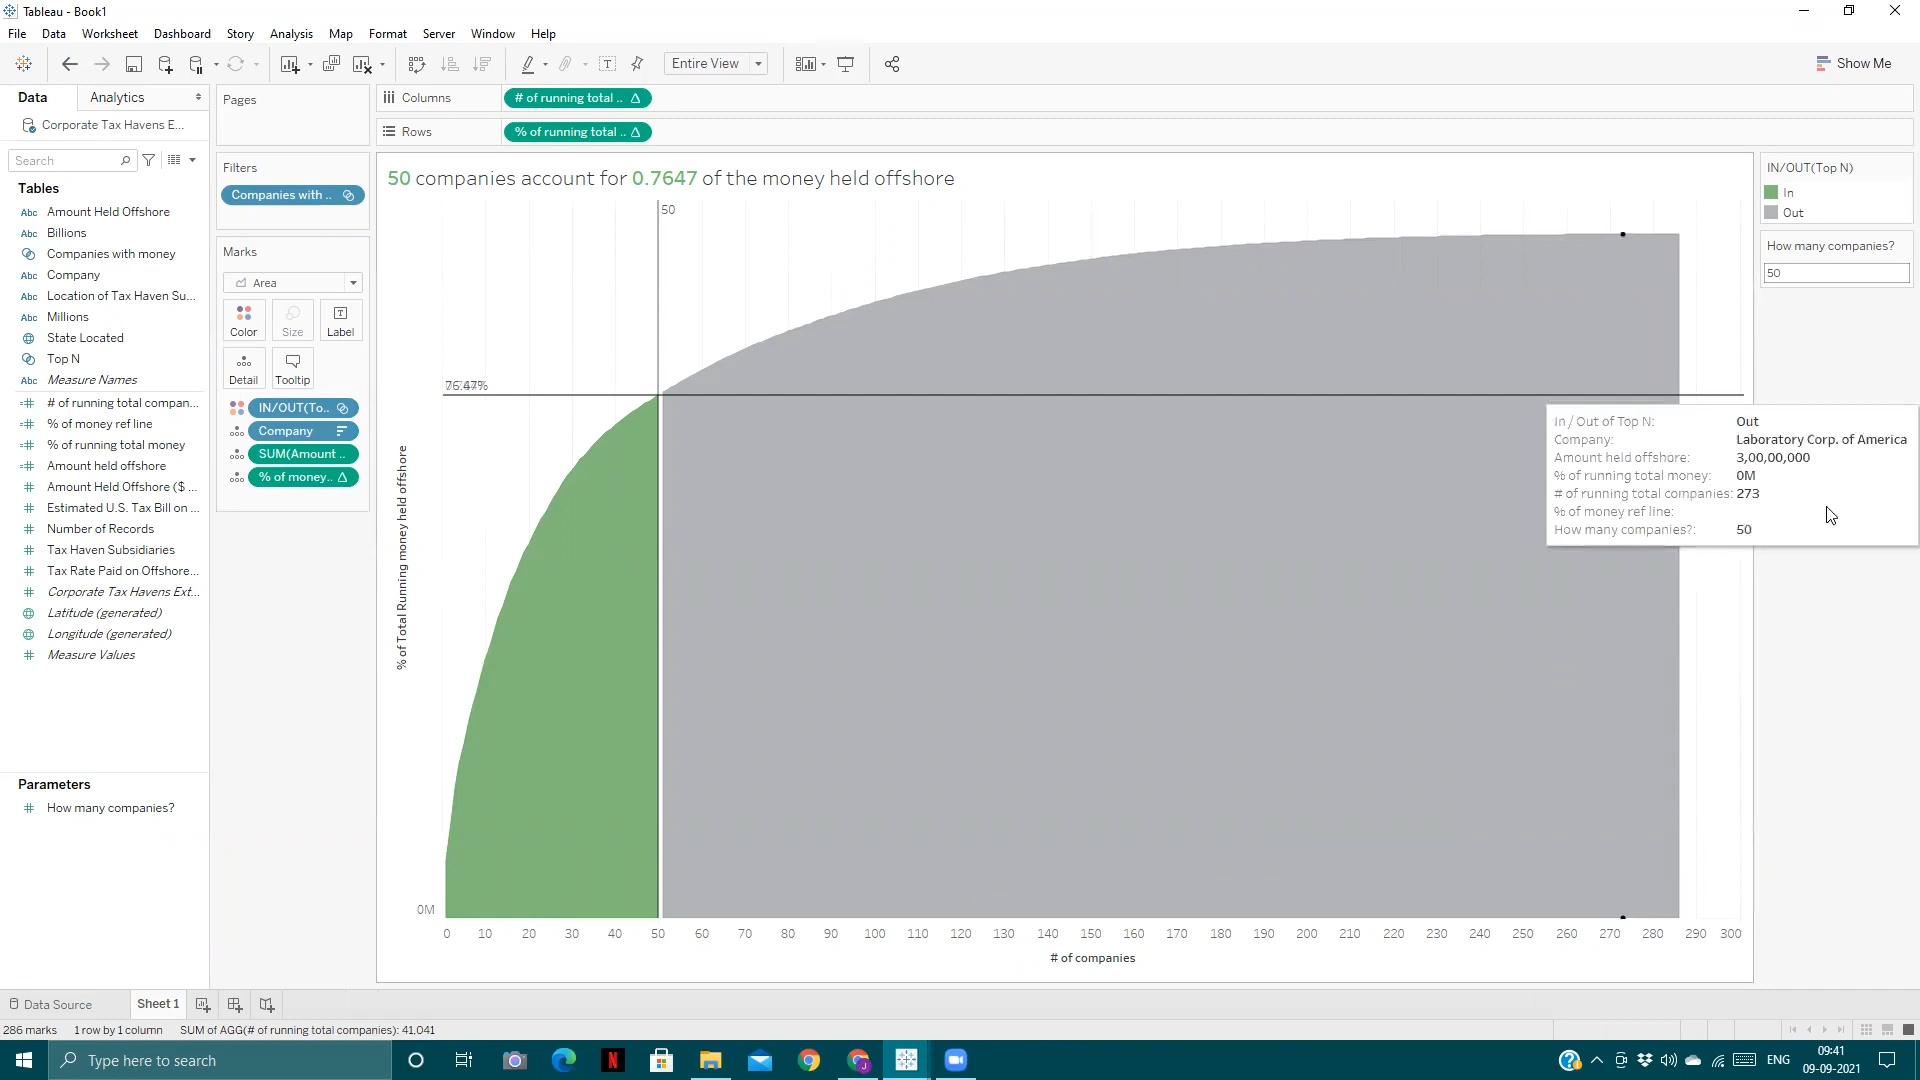 Tableau - Book1
File Data Worksheet Dashboard Story Analysis Map Format Server Window Help
Entire View
Show Me
Data Analytics
Corporate Tax Havens E...
Search
Tables
Abc Amount Held Offshore
Abc Billions
Companies with money
Abc Company
Abc Location of Tax Haven Su...
Abc Millions
State Located
Top N
Abc Measure Names
# of running total compan...
% of money ref line
% of running total money
Amount held offshore
Amount Held Offshore ($ ...
Estimated U.S. Tax Bill on ...
Number of Records
Tax Haven Subsidiaries
Tax Rate Paid on Offshore...
Corporate Tax Havens Ext...
Latitude (generated)
Longitude (generated)
Measure Values
Parameters
How many companies?
Pages
Filters
Companies with ..
Marks
Area
Color Size Label
Detail Tooltip
IN/OUT(To..
Company
SUM(Amount ..
% of money..
Columns # of running total ..
Rows % of running total ..
50 companies account for 0.7647 of the money held offshore
50
% of Total Running money held offshore
0M
0 10 20 30 40 50 60 70 80 90 100 110 120 130 140 150 160 170 180 190 200 210 220 230 240 250 260 270 280 290 300
# of companies
In / Out of Top N: Out
Company: Laboratory Corp. of America
Amount held offshore: 3,00,00,000
% of running total money: 0M
# of running total companies: 273
% of money ref line:
How many companies?: 50
IN/OUT(Top N)
In
Out
How many companies?
50
Data Source Sheet 1
286 marks 1 row by 1 column SUM of AGG(# of running total companies): 41,041
Type here to search
ENG
09:41
09-09-2021